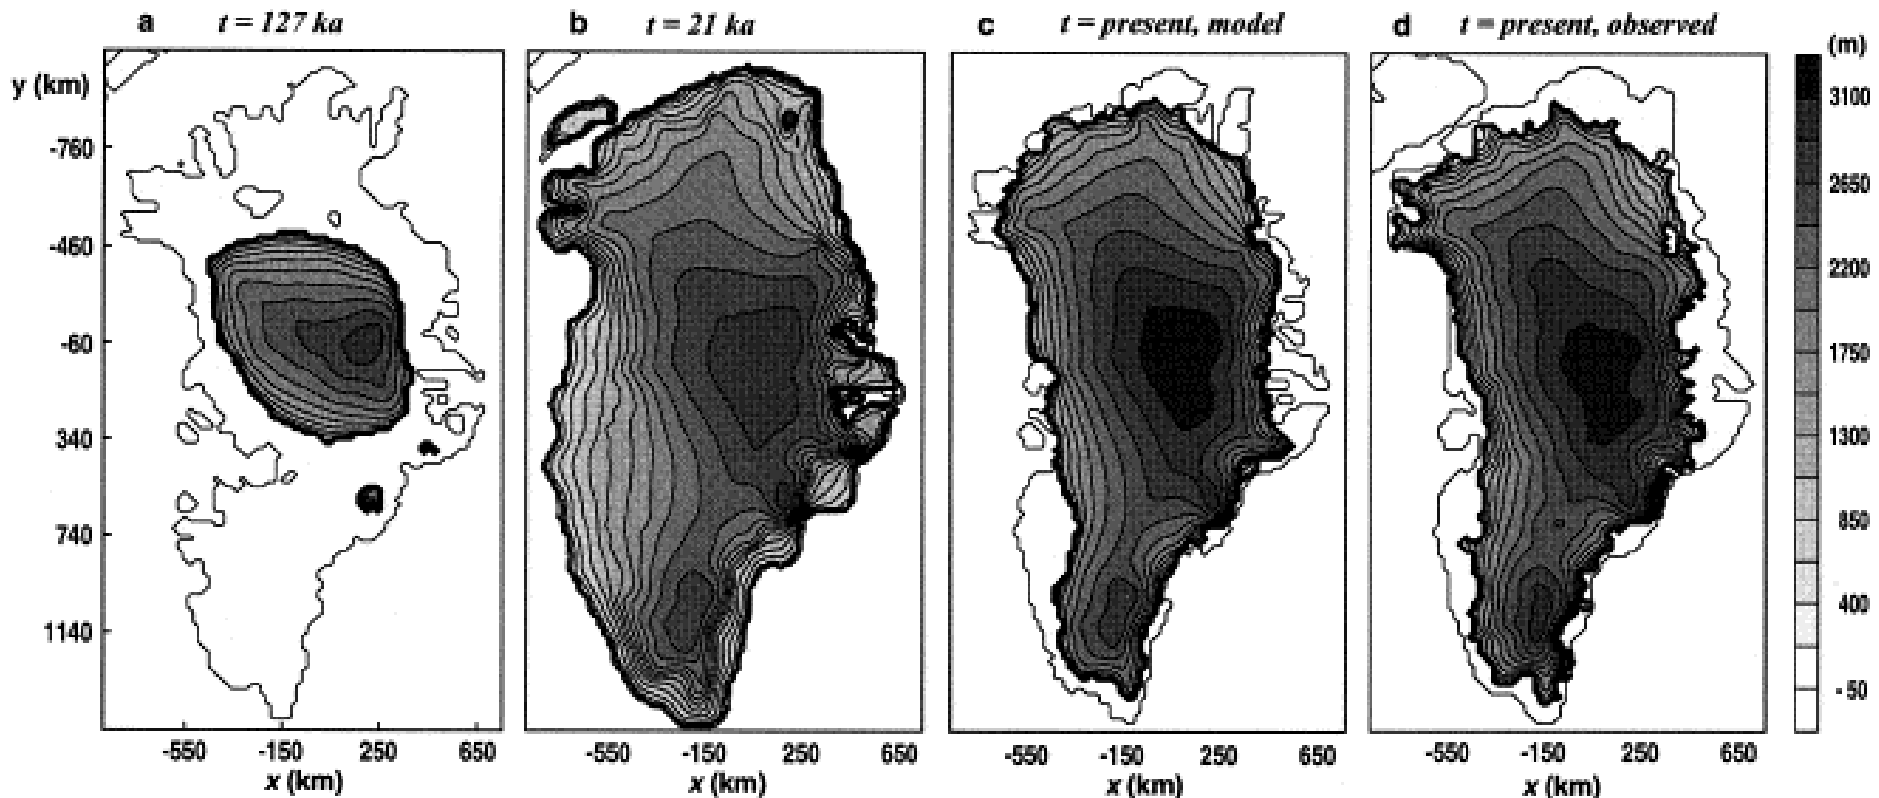 a t = 127 ka
b t = 21 ka
c t = present, model
d t = present, observed
(m)
y (km)
-760
-460
-60
340
740
1140
3100
2650
2200
1750
1300
850
400
-50
-550 -150 250 650
-550 -150 250 650
-550 -150 250 650
-550 -150 250 650
x (km)
x (km)
x (km)
x (km)